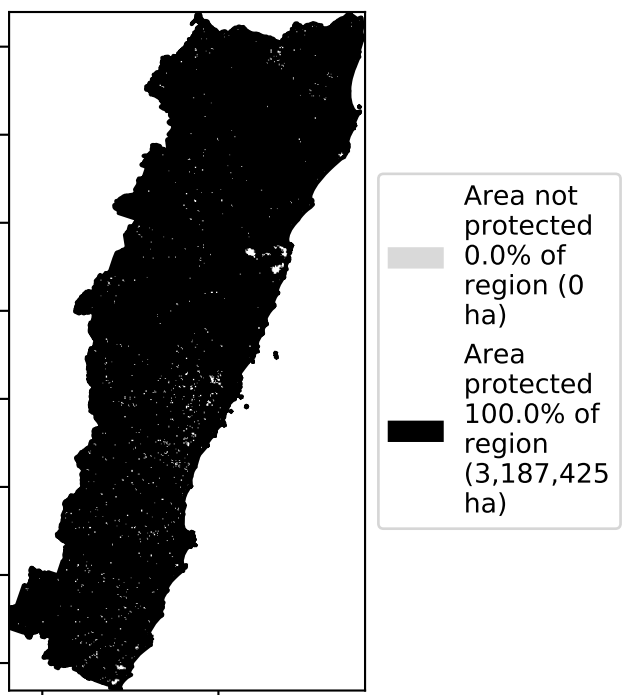 Area not
protected
0.0% of
region (0
ha)
Area
protected
100.0% of
region
(3,187,425
ha)